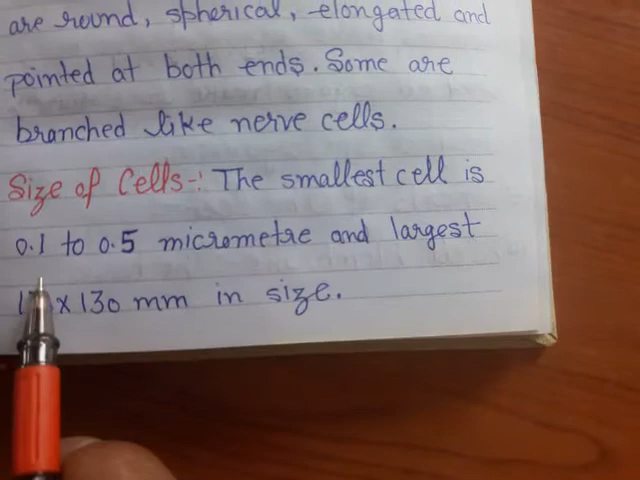 are round, spherical, elongated and
pointed at both ends. Some are
branched like nerve cells.
Size of Cells-: The smallest cell is
0.1 to 0.5 micrometre and largest
x 130 mm in size.